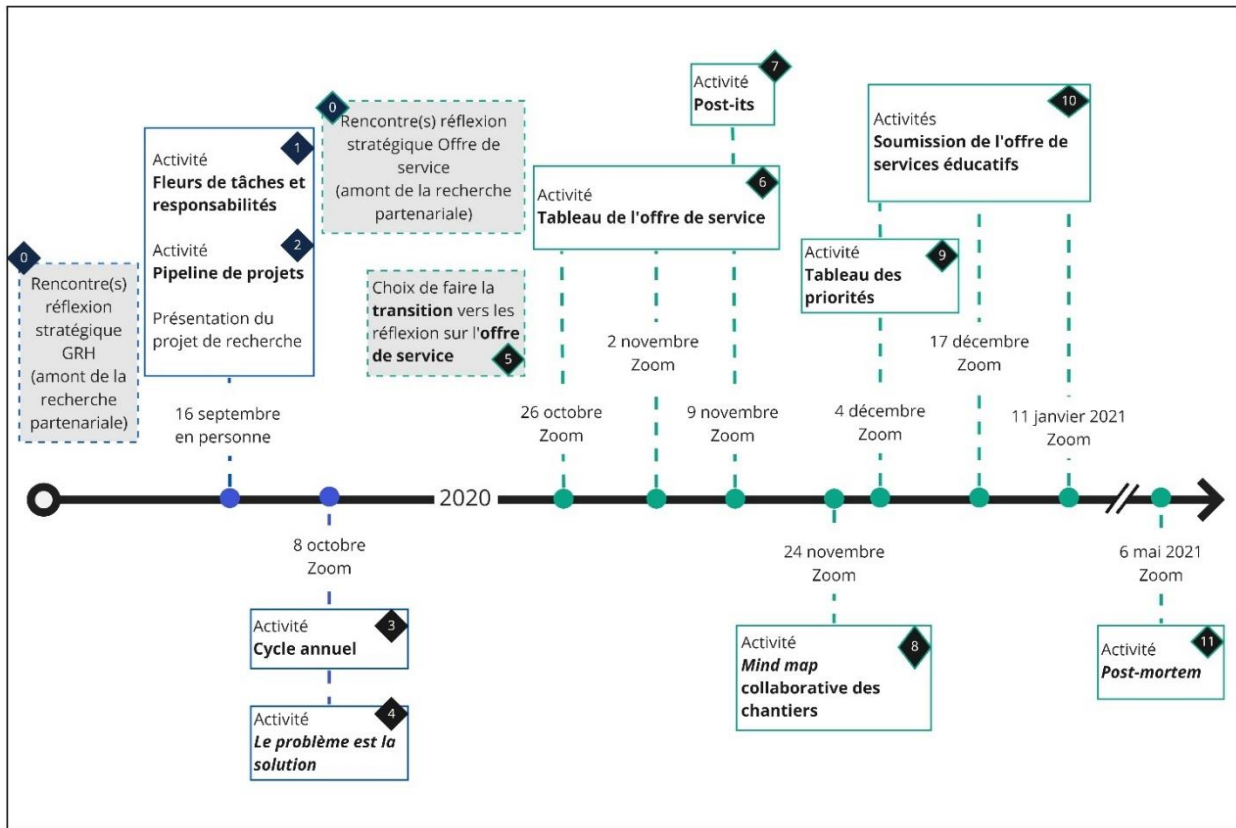 0
Rencontre(s)
réflexion
stratégique
GRH
(amont de la
recherche
partenariale)
1
Activité
Fleurs de tâches et
responsabilités
2
Activité
Pipeline de projets
Présentation du
projet de recherche
16 septembre
en personne
0
Rencontre(s) réflexion
stratégique Offre de
service
(amont de la recherche
partenariale)
Choix de faire la
transition vers les
réflexion sur l'offre
de service
5
7
Activité
Post-its
6
Activité
Tableau de l'offre de service
26 octobre
Zoom
2 novembre
Zoom
9 novembre
Zoom
10
Activités
Soumission de l'offre de
services éducatifs
9
Activité
Tableau des
priorités
4 décembre
Zoom
17 décembre
Zoom
11 janvier 2021
Zoom
2020
8 octobre
Zoom
3
Activité
Cycle annuel
4
Activité
Le problème est la
solution
24 novembre
Zoom
8
Activité
Mind map
collaborative des
chantiers
6 mai 2021
Zoom
11
Activité
Post-mortem